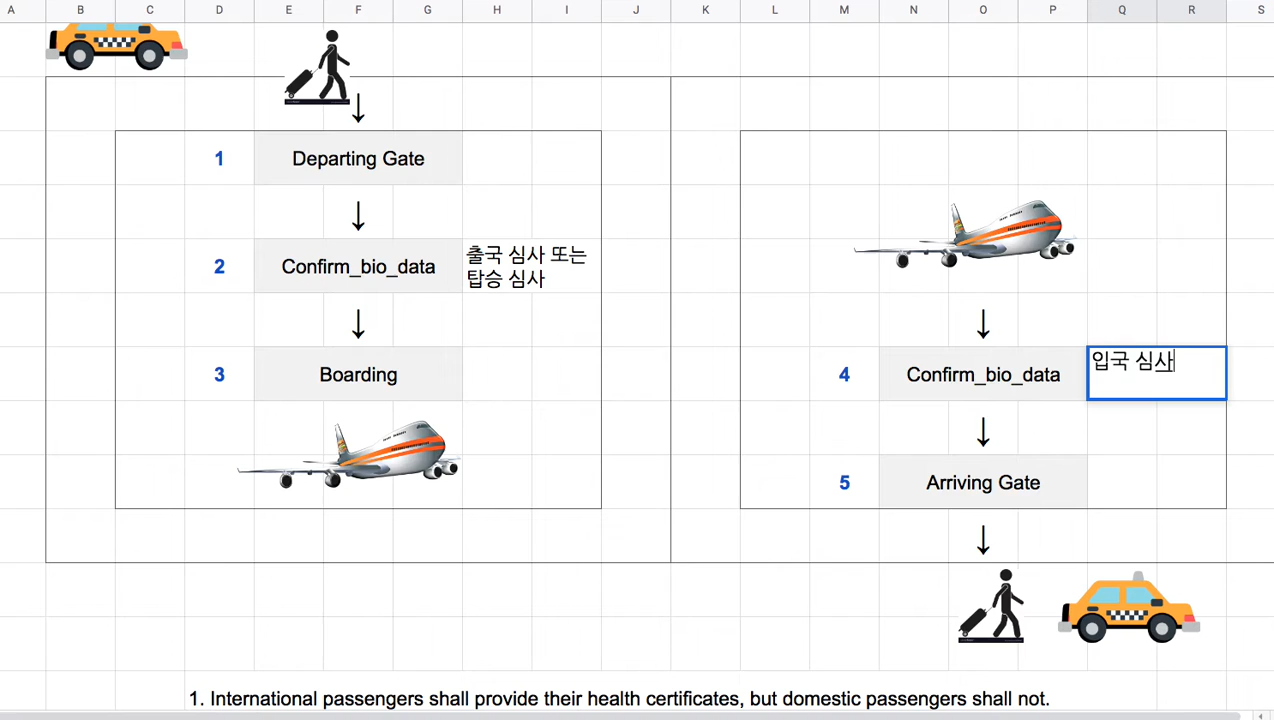 A B C D E F G H I J K L M N O P Q R S
1 Departing Gate
↓
2 Confirm_bio_data 출국 심사 또는
탑승 심사
3 Boarding
4 Confirm_bio_data 입국 심사
5 Arriving Gate
1. International passengers shall provide their health certificates, but domestic passengers shall not.